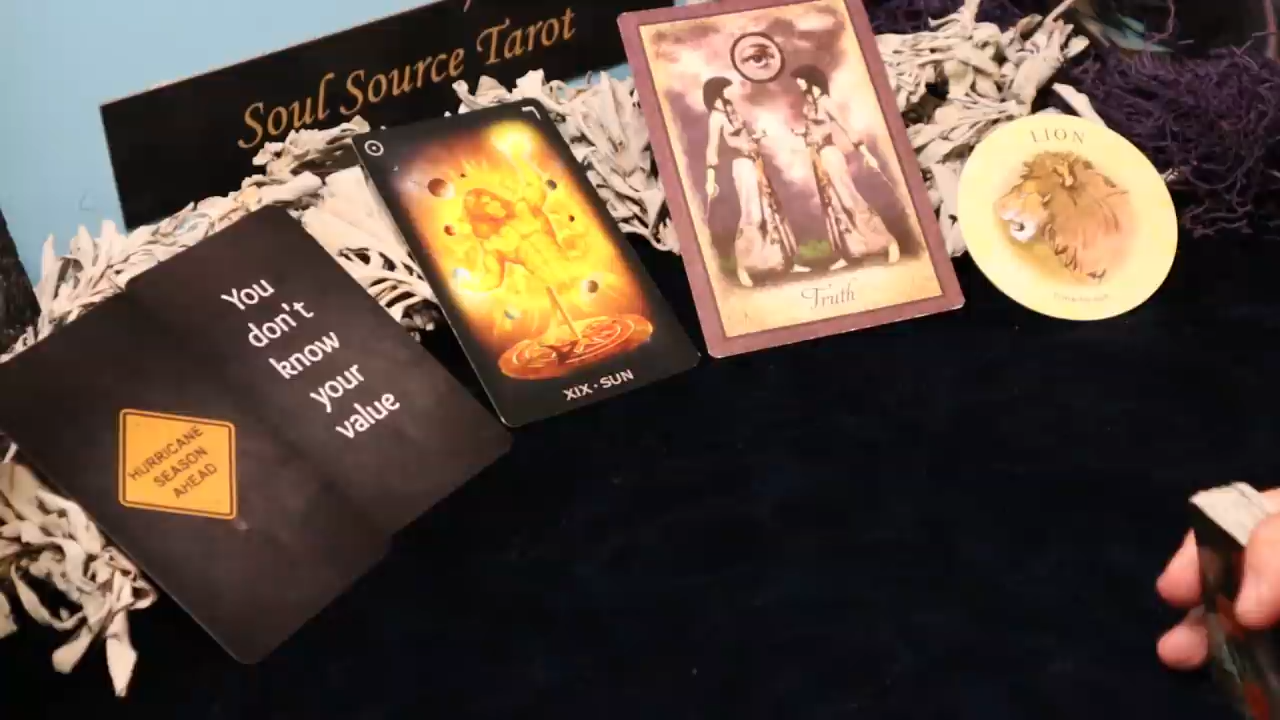 Soul Source Tarot
You
don't
know
your
value
HURRICANE
SEASON
AHEAD
XIX • SUN
Truth
LION